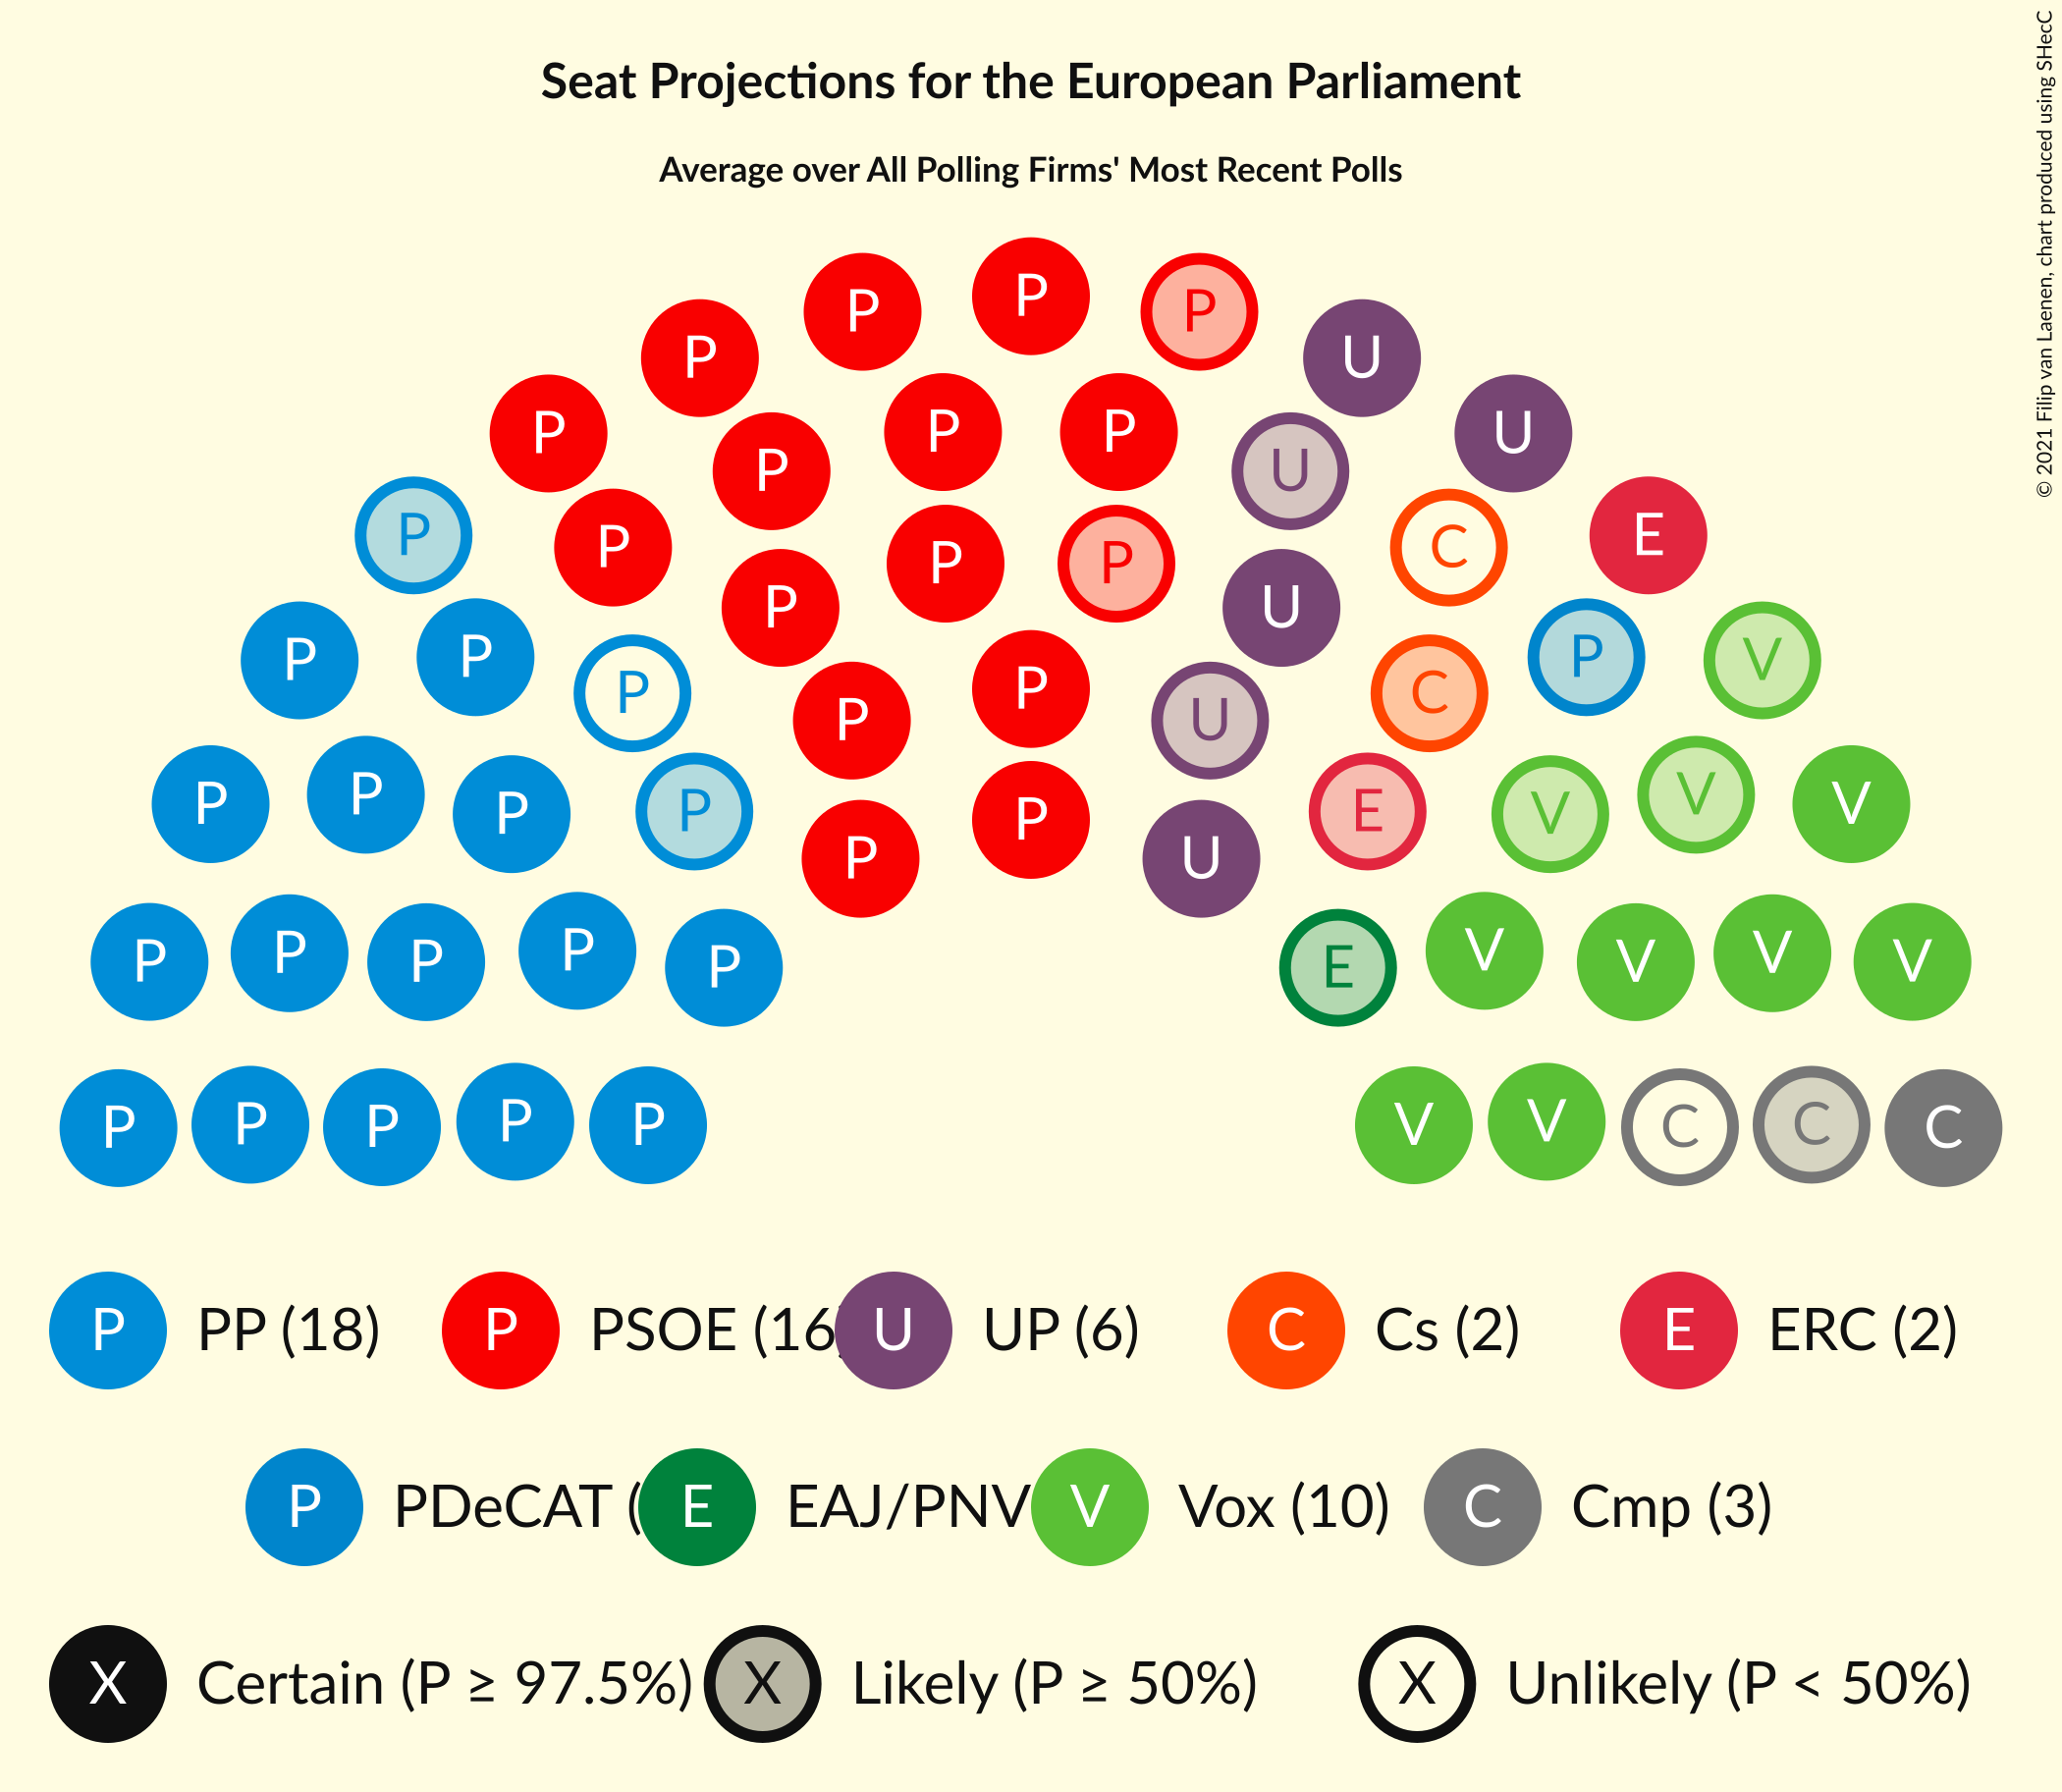 Seat Projections for the European Parliament
Average over All Polling Firms' Most Recent Polls
© 2021 Filip van Laenen, chart produced using SHecC
P P P
P P U
P P P U
P U
P P P C E
P P U
P P P P V
P P U C
P P P P E V V V
P P U
P P P P P E V V V V
P P P P P V V C C C
P PP (18) P PSOE (16 U UP (6) C Cs (2) E ERC (2)
P PDeCAT ( E EAJ/PNV V Vox (10) C Cmp (3)
X Certain (P ≥ 97.5%) X Likely (P ≥ 50%) X Unlikely (P < 50%)